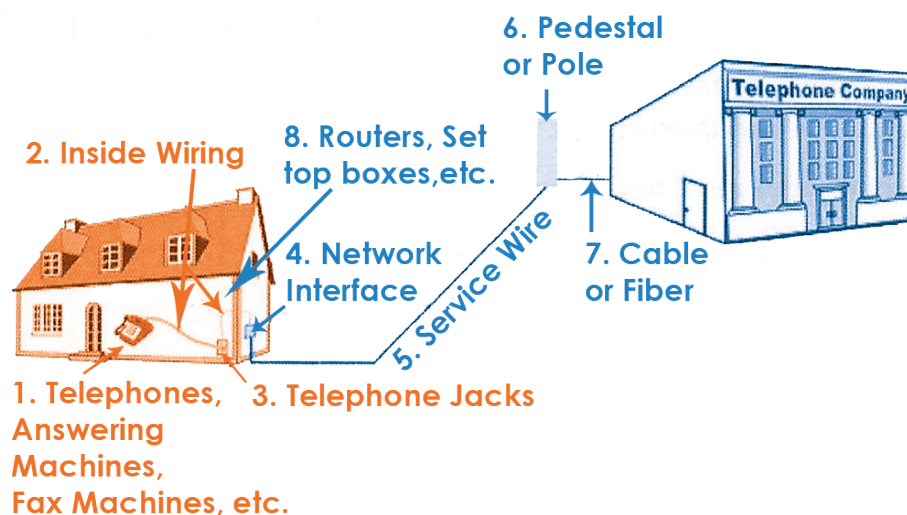 6. Pedestal
or Pole
Telephone Company
2. Inside Wiring
8. Routers, Set
top boxes,etc.
4. Network
Interface
5. Service Wire
7. Cable
or Fiber
1. Telephones,
Answering
Machines,
Fax Machines, etc.
3. Telephone Jacks